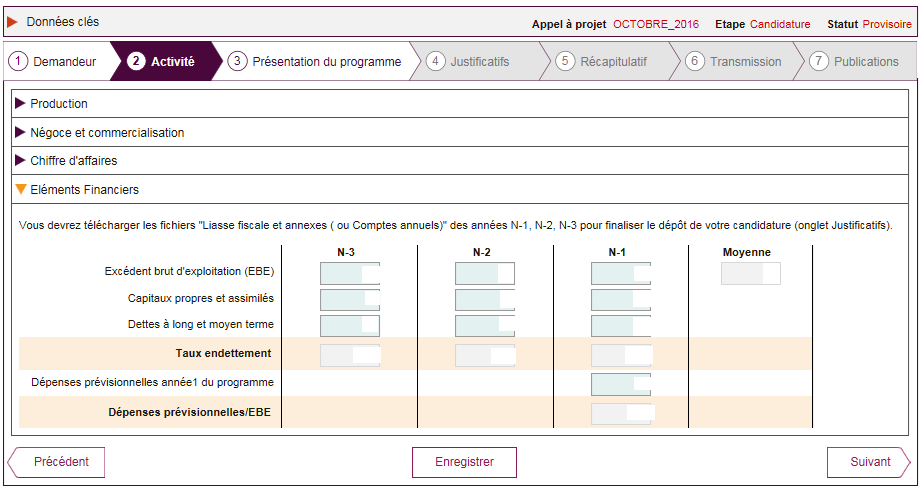 Données clés
Appel à projet OCTOBRE_2016 Etape Candidature Statut Provisoire
1 Demandeur 2 Activité 3 Présentation du programme 4 Justificatifs 5 Récapitulatif 6 Transmission 7 Publications
Production
Négoce et commercialisation
Chiffre d'affaires
Eléments Financiers
Vous devrez télécharger les fichiers "Liasse fiscale et annexes ( ou Comptes annuels)" des années N-1, N-2, N-3 pour finaliser le dépôt de votre candidature (onglet Justificatifs).
N-3 N-2 N-1 Moyenne
Excédent brut d'exploitation (EBE)
Capitaux propres et assimilés
Dettes à long et moyen terme
Taux endettement
Dépenses prévisionnelles année1 du programme
Dépenses prévisionnelles/EBE
Précédent Enregistrer Suivant